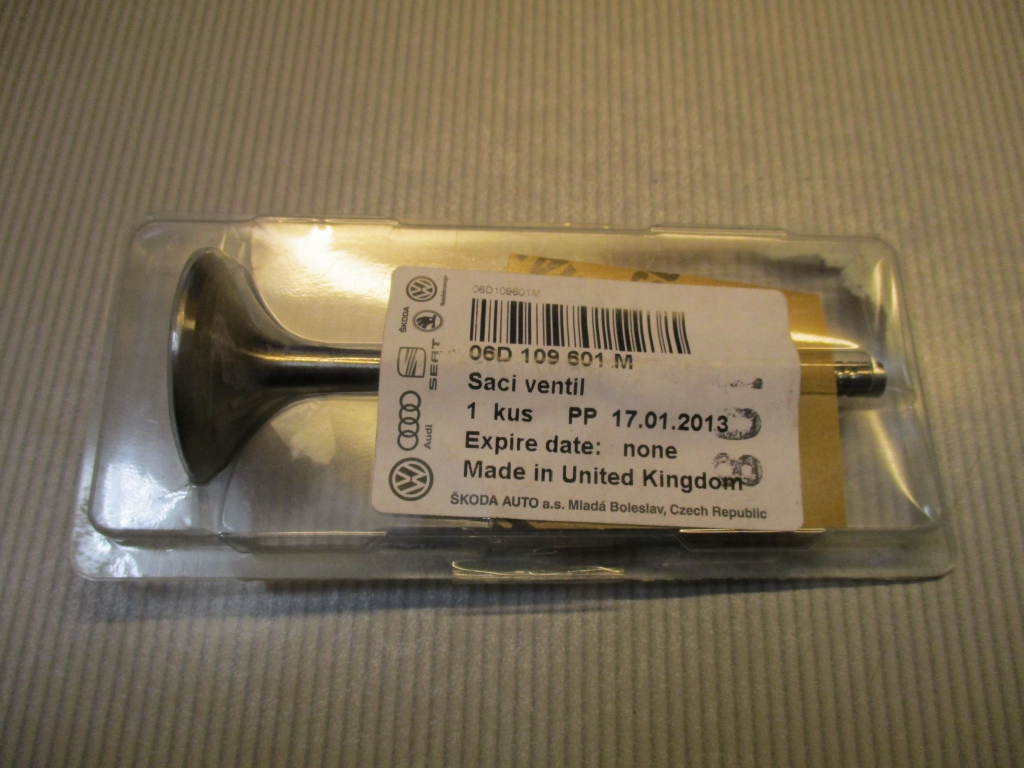 06D109601M
06D 109 601 M
Saci ventil
1 kus PP 17.01.2013
Expire date: none
Made in United Kingdom
ŠKODA AUTO a.s. Mladá Boleslav, Czech Republic
ŠKODA
SEAT
Audi